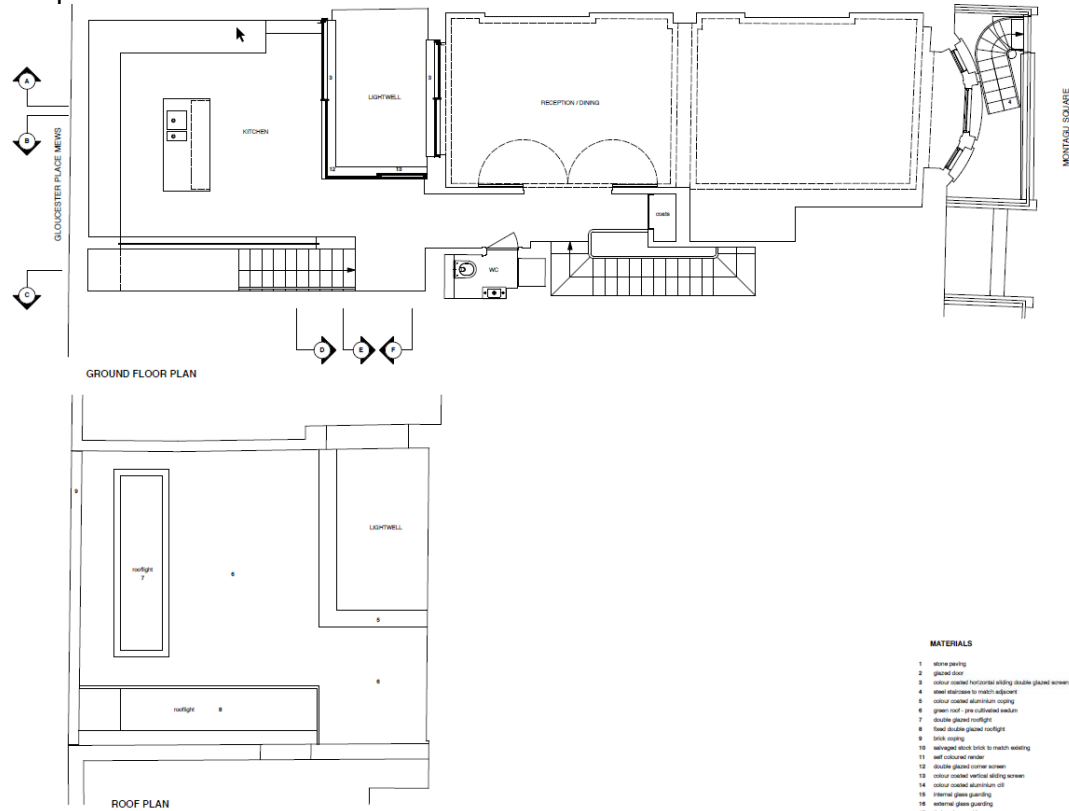 A
B
GLOUCESTER PLACE MEWS
C
KITCHEN
3
LIGHTWELL
3
12
13
RECEPTION / DINING
coats
WC
4
MONTAGU SQUARE
D
E
F
GROUND FLOOR PLAN
9
rooflight
7
6
LIGHTWELL
5
6
rooflight 8
ROOF PLAN
MATERIALS
1 stone paving
2 glazed door
3 colour coated horizontal sliding double glazed screen
4 steel staircase to match adjacent
5 colour coated aluminium coping
6 green roof - pre cultivated sedum
7 double glazed rooflight
8 fixed double glazed rooflight
9 brick coping
10 salvaged stock brick to match existing
11 self coloured render
12 double glazed corner screen
13 colour coated vertical sliding screen
14 colour coated aluminium cill
15 internal glass guarding
16 external glass guarding